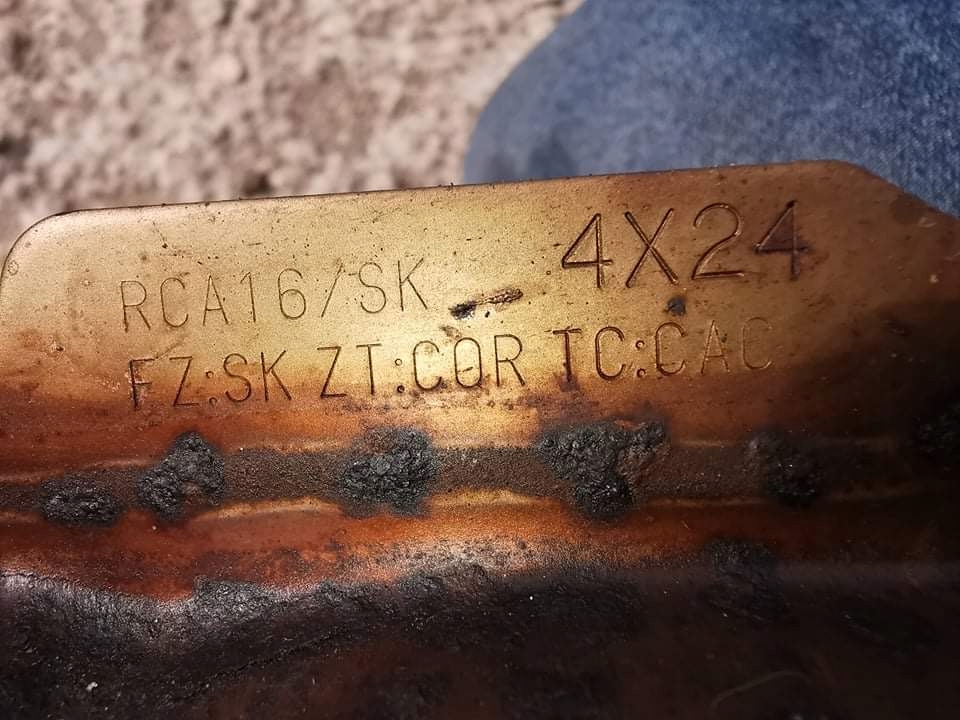 RCA16/SK 4X24
FZ:SK ZT:COR TC:CAC